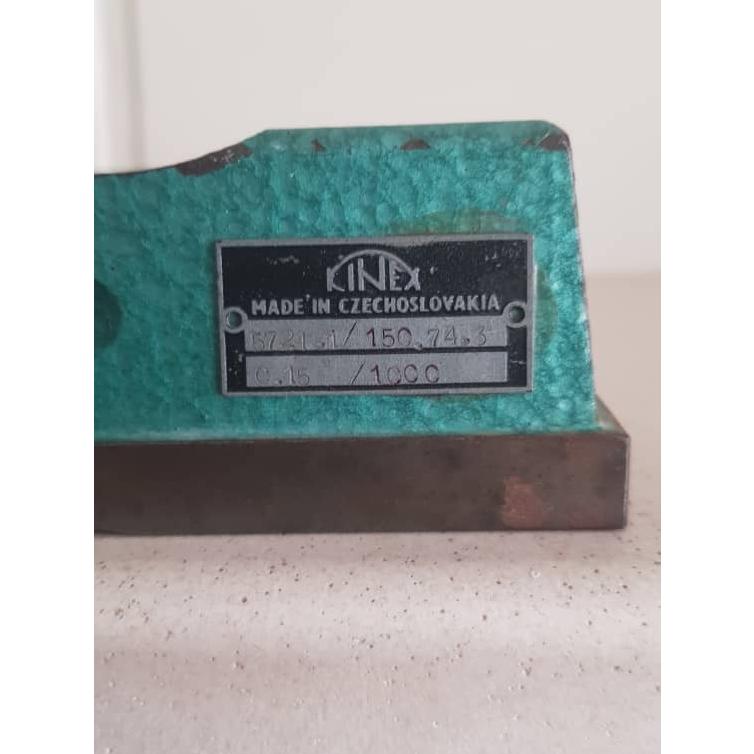 KINEX
MADE IN CZECHOSLOVAKIA
5721.1/150.74.3
0.15 /1000